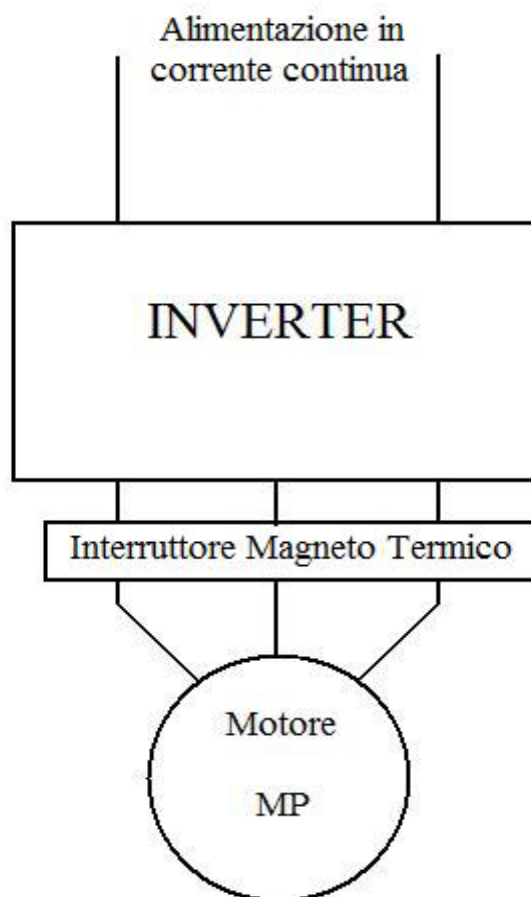 Alimentazione in
corrente continua
INVERTER
Interruttore Magneto Termico
Motore
MP